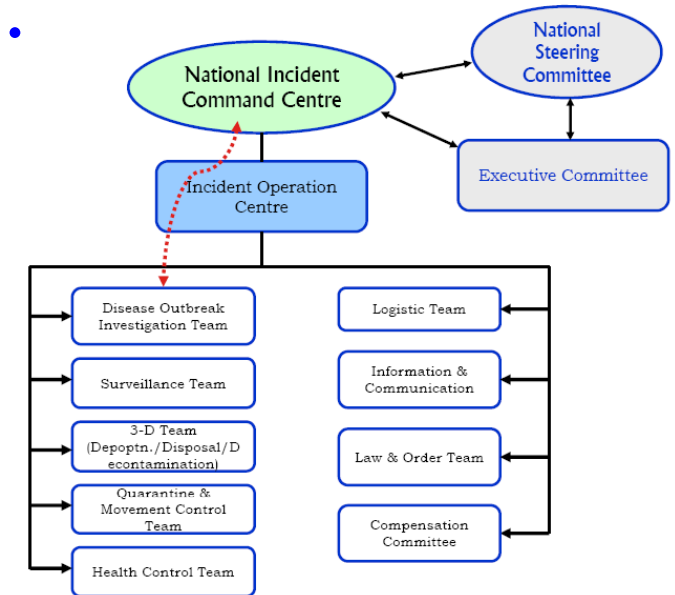 National Incident
Command Centre
National
Steering
Committee
Executive Committee
Incident Operation
Centre
Disease Outbreak
Investigation Team
Surveillance Team
3-D Team
(Depoptn./Disposal/D
econtamination)
Quarantine &
Movement Control
Team
Health Control Team
Logistic Team
Information &
Communication
Law & Order Team
Compensation
Committee